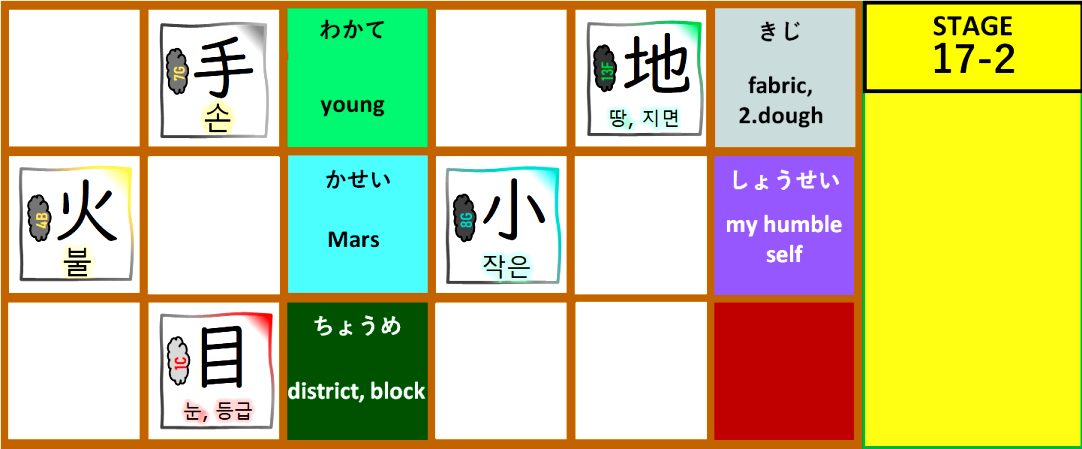 7G
手
손
わかて
young
13F
地
땅, 지면
きじ
fabric,
2.dough
STAGE
17-2
4B
火
불
かせい
Mars
8G
小
작은
しょうせい
my humble
self
1C
目
눈, 등급
ちょうめ
district, block